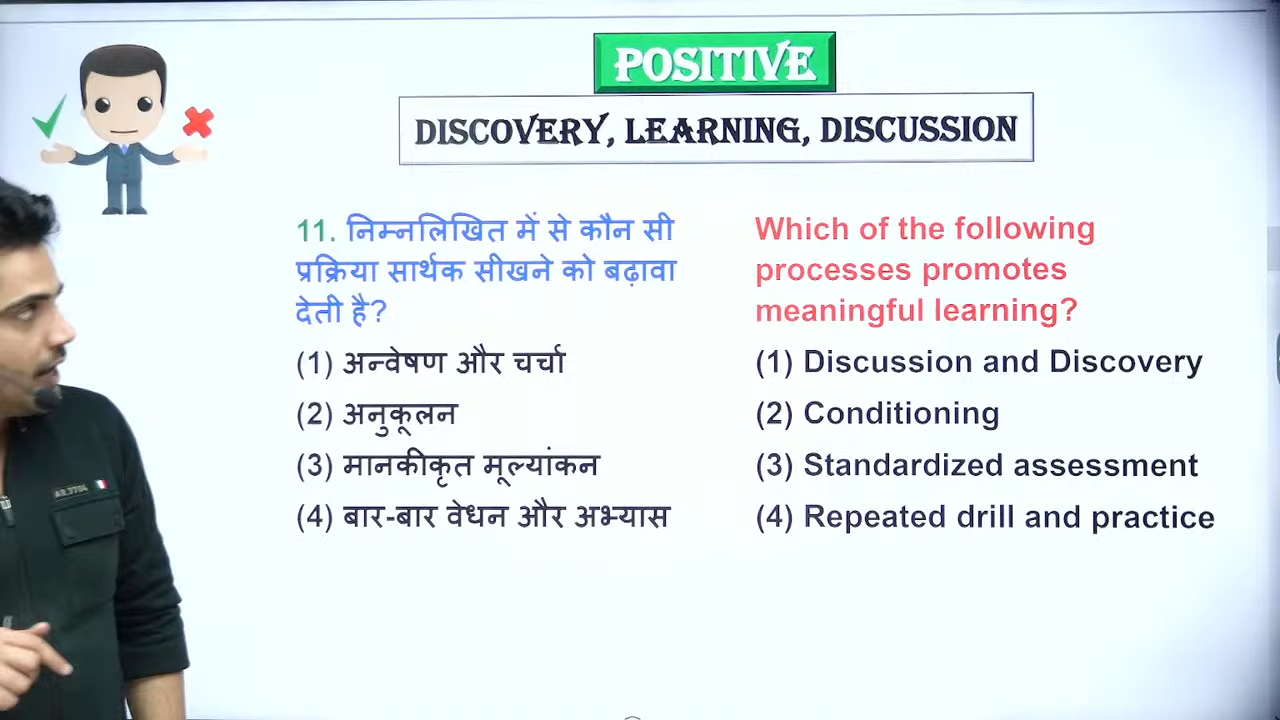 POSITIVE
DISCOVERY, LEARNING, DISCUSSION
11. निम्नलिखित में से कौन सी
प्रक्रिया सार्थक सीखने को बढ़ावा
देती है?
(1) अन्वेषण और चर्चा
(2) अनुकूलन
(3) मानकीकृत मूल्यांकन
(4) बार-बार वेधन और अभ्यास
Which of the following
processes promotes
meaningful learning?
(1) Discussion and Discovery
(2) Conditioning
(3) Standardized assessment
(4) Repeated drill and practice